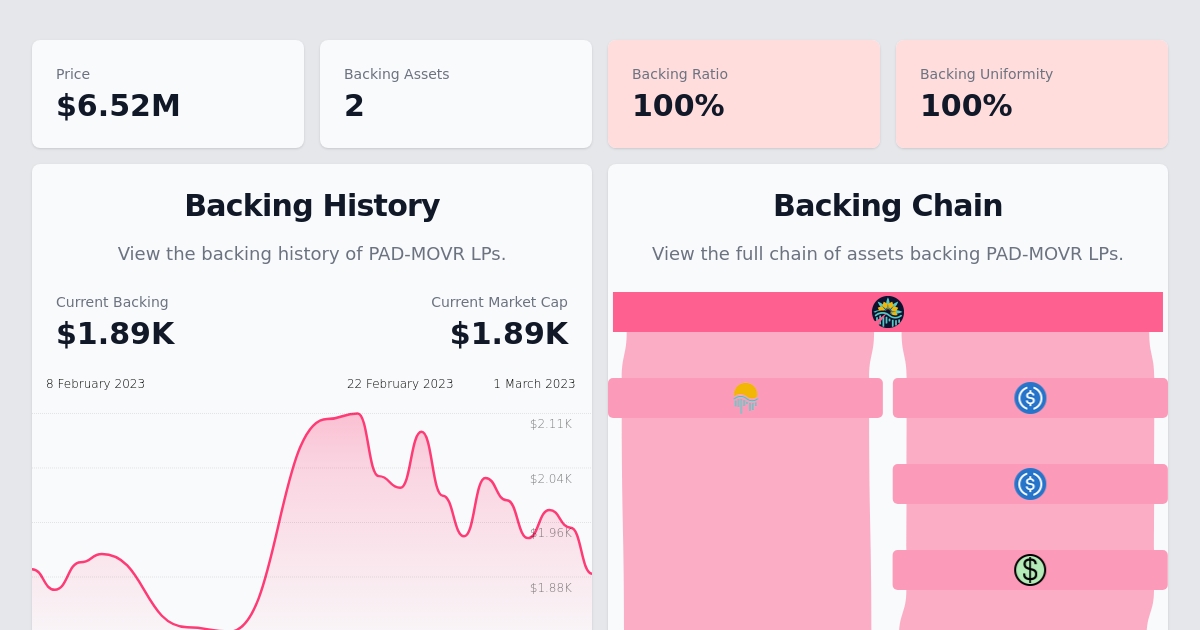 Price
$6.52M
Backing Assets
2
Backing Ratio
100%
Backing Uniformity
100%
Backing History
View the backing history of PAD-MOVR LPs.
Current Backing
$1.89K
Current Market Cap
$1.89K
8 February 2023
22 February 2023
1 March 2023
$2.11K
$2.04K
$1.96K
$1.88K
Backing Chain
View the full chain of assets backing PAD-MOVR LPs.
$
$
$